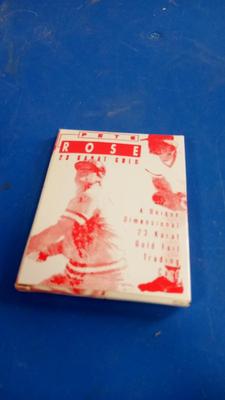 PETE
ROSE
23 KARAT GOLD
A Unique
Dimensional
23 Karat
Gold Foil
Trading